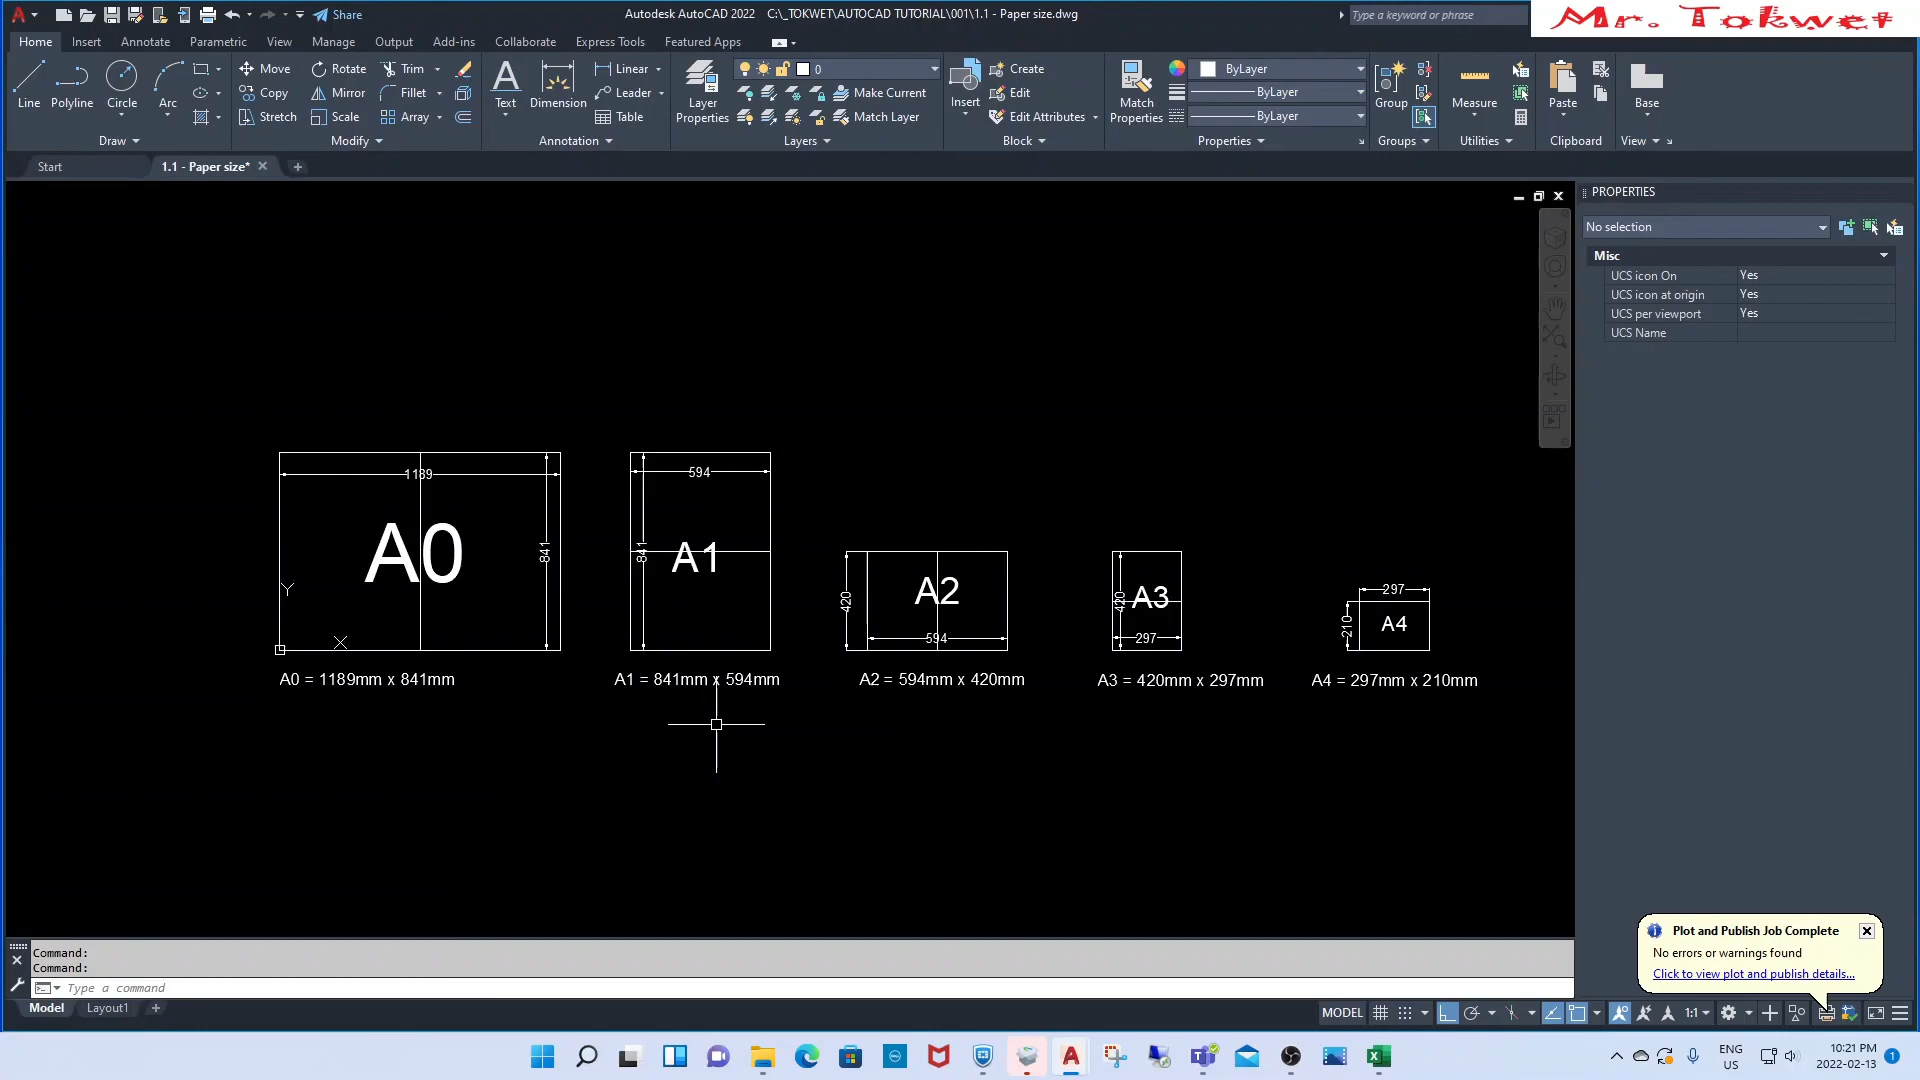 Share
Autodesk AutoCAD 2022 C:\_TOKWET\AUTOCAD TUTORIAL\001\1.1 - Paper size.dwg
Type a keyword or phrase
Mr. Tokwet
Home Insert Annotate Parametric View Manage Output Add-ins Collaborate Express Tools Featured Apps
Line Polyline Circle Arc
Draw
Move Rotate Trim
Copy Mirror Fillet
Stretch Scale Array
Modify
Text Dimension
Linear
Leader
Table
Annotation
Layer Properties
0
Make Current
Match Layer
Layers
Insert
Create
Edit
Edit Attributes
Block
Match Properties
ByLayer
ByLayer
ByLayer
Properties
Group
Groups
Measure
Utilities
Paste
Clipboard
Base
View
Start
1.1 - Paper size*
PROPERTIES
No selection
Misc
UCS icon On Yes
UCS icon at origin Yes
UCS per viewport Yes
UCS Name
1189
841
A0
Y
X
A0 = 1189mm x 841mm
594
841
A1
A1 = 841mm x 594mm
420
A2
594
A2 = 594mm x 420mm
420
A3
297
A3 = 420mm x 297mm
297
210
A4
A4 = 297mm x 210mm
Command:
Command:
Type a command
Model Layout1
Plot and Publish Job Complete
No errors or warnings found
Click to view plot and publish details...
MODEL
1:1
ENG
US
10:21 PM
2022-02-13
1